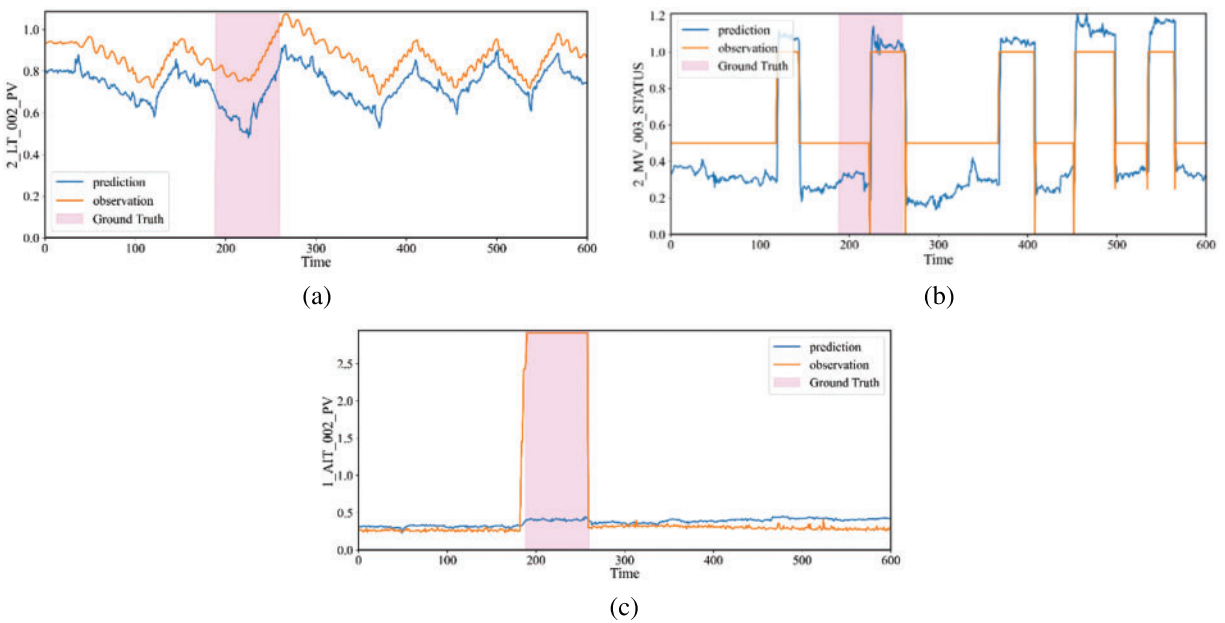 1.0
0.8
0.6
0.4
0.2
0.0
2_LT_002_PV
prediction
observation
Ground Truth
0 100 200 300 400 500 600
Time
(a)
1.2
1.0
0.8
0.6
0.4
0.2
0.0
2_MV_003_STATUS
prediction
observation
Ground Truth
0 100 200 300 400 500 600
Time
(b)
2.5
2.0
1.5
1.0
0.5
0.0
1_AIT_002_PV
prediction
observation
Ground Truth
0 100 200 300 400 500 600
Time
(c)